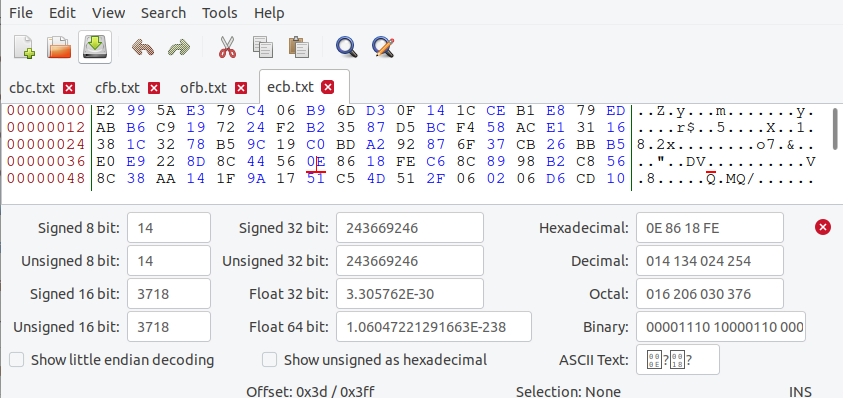 File Edit View Search Tools Help
cbc.txt cfb.txt ofb.txt ecb.txt
00000000 E2 99 5A E3 79 C4 06 B9 6D D3 0F 14 1C CE B1 E8 79 ED ..Z.y...m.......y.
00000012 AB B6 C9 19 72 24 F2 B2 35 87 D5 BC F4 58 AC E1 31 16 ....r$..5....X..1.
00000024 38 1C 32 78 B5 9C 19 C0 BD A2 92 87 6F 37 CB 26 BB B5 8.2x........o7.&..
00000036 E0 E9 22 8D 8C 44 56 0E 86 18 FE C6 8C 89 98 B2 C8 56 .."..DV..........V
00000048 8C 38 AA 14 1F 9A 17 51 C5 4D 51 2F 06 02 06 D6 CD 10 .8.....Q.MQ/......
Signed 8 bit: 14 Signed 32 bit: 243669246 Hexadecimal: 0E 86 18 FE
Unsigned 8 bit: 14 Unsigned 32 bit: 243669246 Decimal: 014 134 024 254
Signed 16 bit: 3718 Float 32 bit: 3.305762E-30 Octal: 016 206 030 376
Unsigned 16 bit: 3718 Float 64 bit: 1.06047221291663E-238 Binary: 00001110 10000110 000
Show little endian decoding Show unsigned as hexadecimal ASCII Text: ??
Offset: 0x3d / 0x3ff Selection: None INS